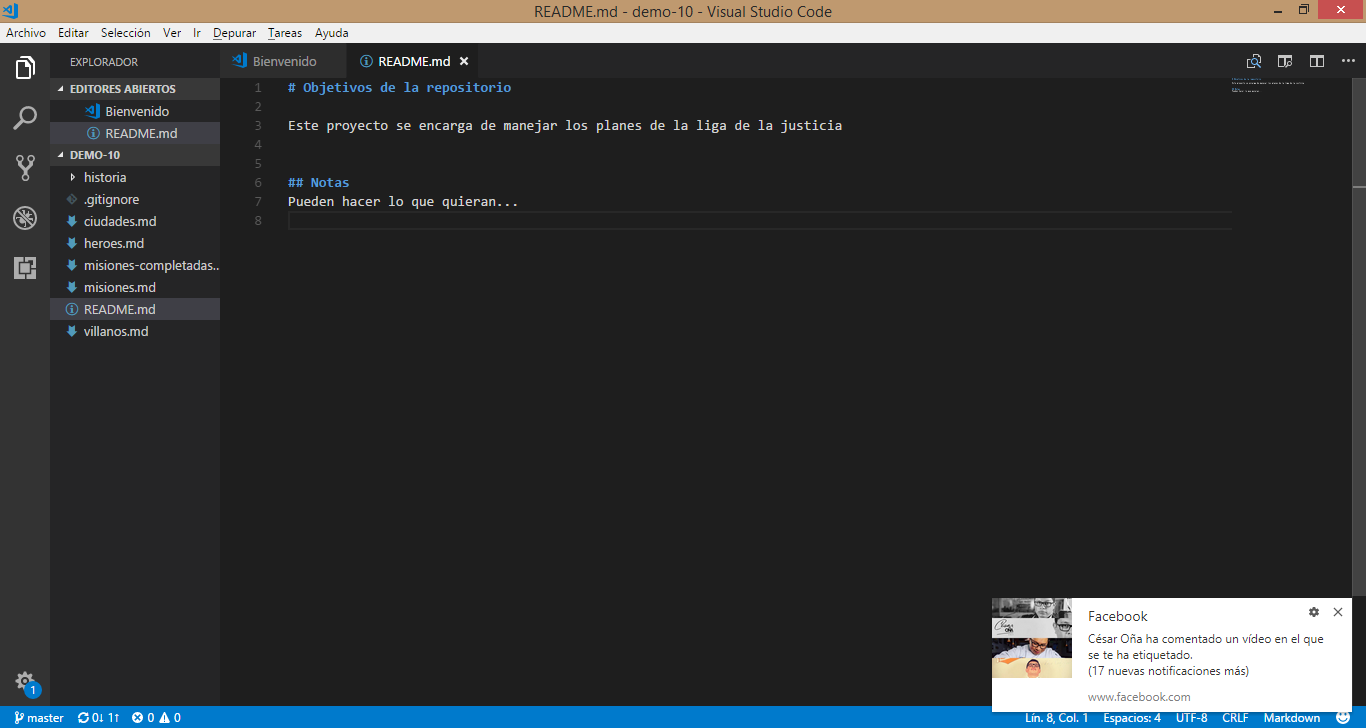 README.md - demo-10 - Visual Studio Code
Archivo Editar Selección Ver Ir Depurar Tareas Ayuda
EXPLORADOR
EDITORES ABIERTOS
Bienvenido
README.md
DEMO-10
historia
.gitignore
ciudades.md
heroes.md
misiones-completadas...
misiones.md
README.md
villanos.md
Bienvenido README.md
1 # Objetivos de la repositorio
2
3 Este proyecto se encarga de manejar los planes de la liga de la justicia
4
5
6 ## Notas
7 Pueden hacer lo que quieran...
8
Facebook
César Oña ha comentado un vídeo en el que
se te ha etiquetado.
(17 nuevas notificaciones más)
www.facebook.com
1
master 0↓ 1↑ 0 0 Lín. 8, Col. 1 Espacios: 4 UTF-8 CRLF Markdown